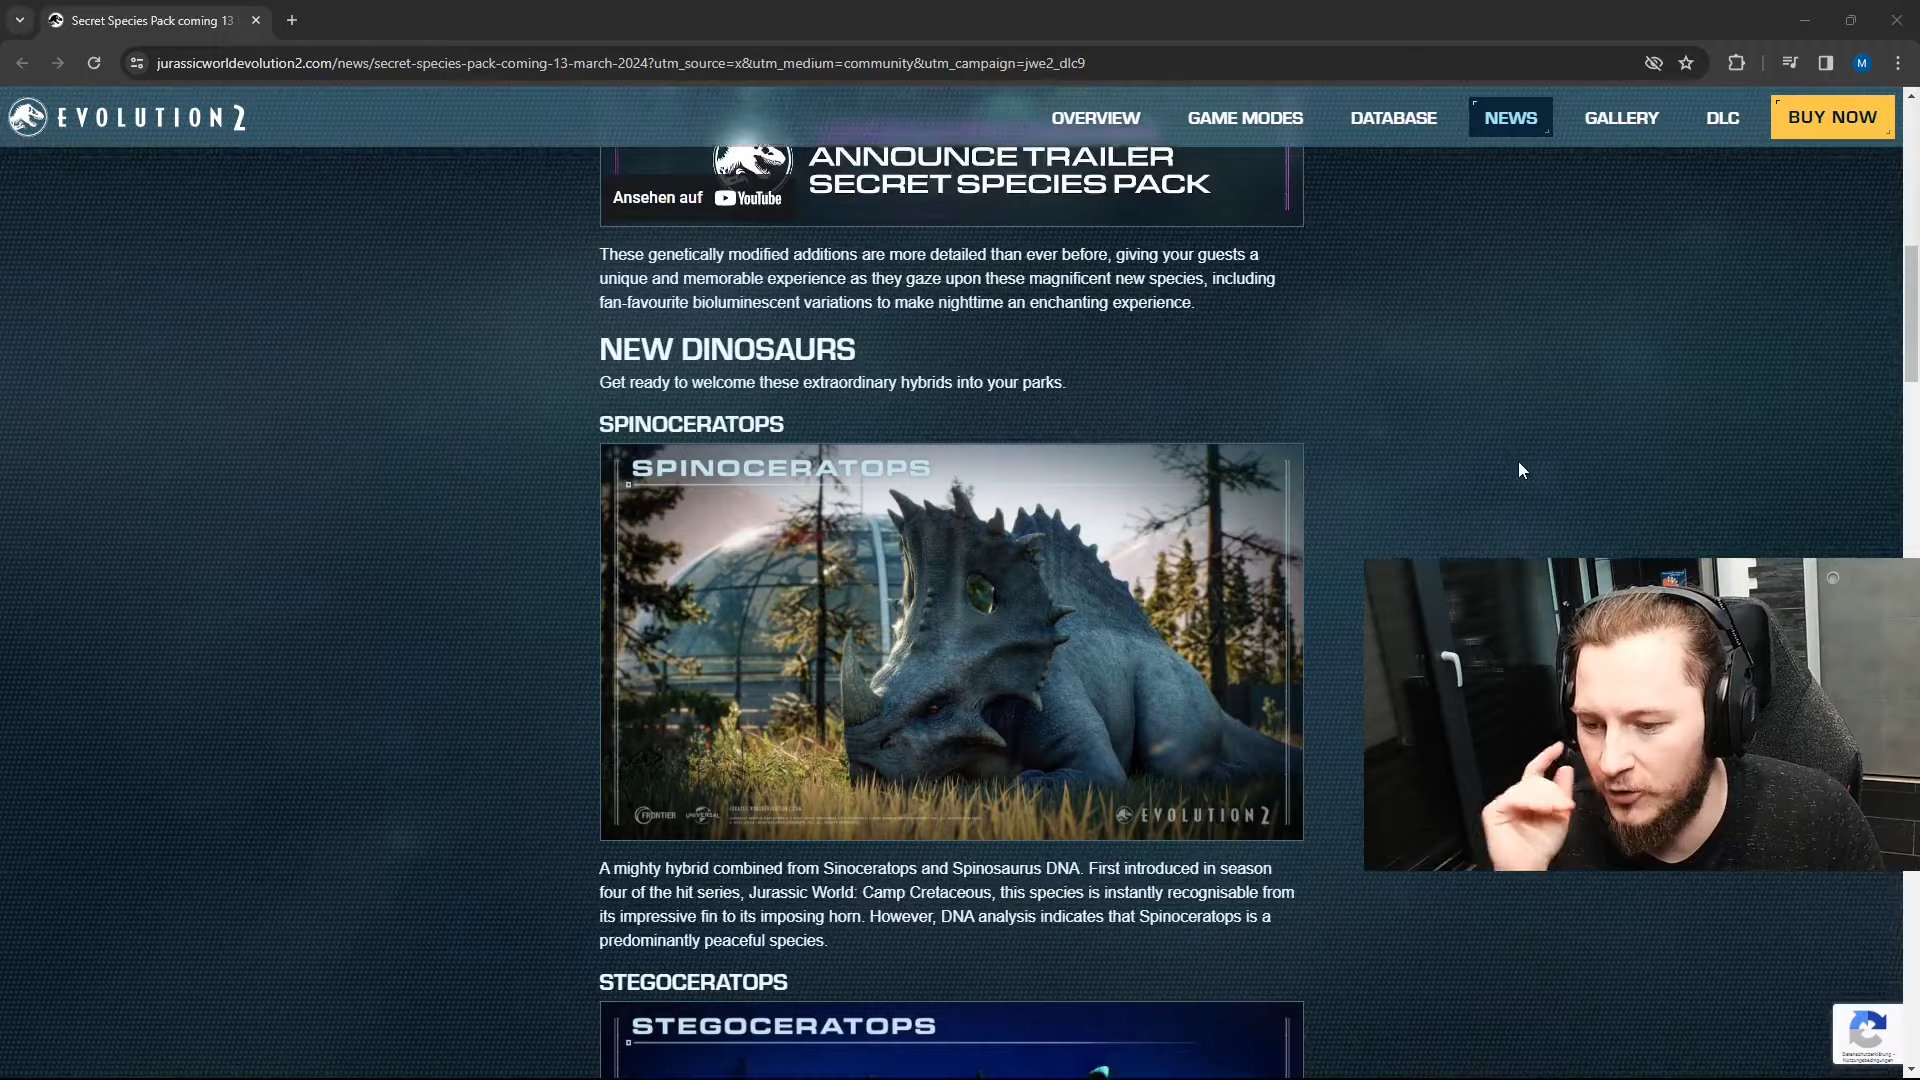 Secret Species Pack coming 13
jurassicworldevolution2.com/news/secret-species-pack-coming-13-march-2024?utm_source=x&utm_medium=community&utm_campaign=jwe2_dlc9
M
EVOLUTION 2
OVERVIEW
GAME MODES
DATABASE
NEWS
GALLERY
DLC
BUY NOW
ANNOUNCE TRAILER
SECRET SPECIES PACK
Ansehen auf YouTube
These genetically modified additions are more detailed than ever before, giving your guests a
unique and memorable experience as they gaze upon these magnificent new species, including
fan-favourite bioluminescent variations to make nighttime an enchanting experience.
NEW DINOSAURS
Get ready to welcome these extraordinary hybrids into your parks.
SPINOCERATOPS
SPINOCERATOPS
FRONTIER
UNIVERSAL
EVOLUTION 2
A mighty hybrid combined from Sinoceratops and Spinosaurus DNA. First introduced in season
four of the hit series, Jurassic World: Camp Cretaceous, this species is instantly recognisable from
its impressive fin to its imposing horn. However, DNA analysis indicates that Spinoceratops is a
predominantly peaceful species.
STEGOCERATOPS
STEGOCERATOPS
Datenschutzerklärung -
Nutzungsbedingungen